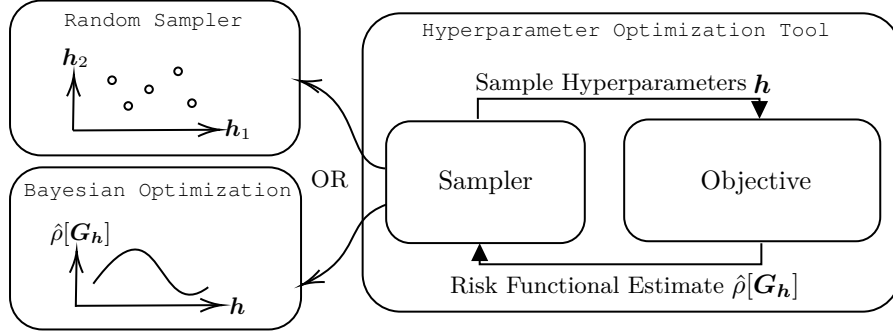 Random Sampler
h₂
h₁
Bayesian Optimization
ρ̂[G_h]
h
OR
Hyperparameter Optimization Tool
Sample Hyperparameters h
Sampler
Objective
Risk Functional Estimate ρ̂[G_h]